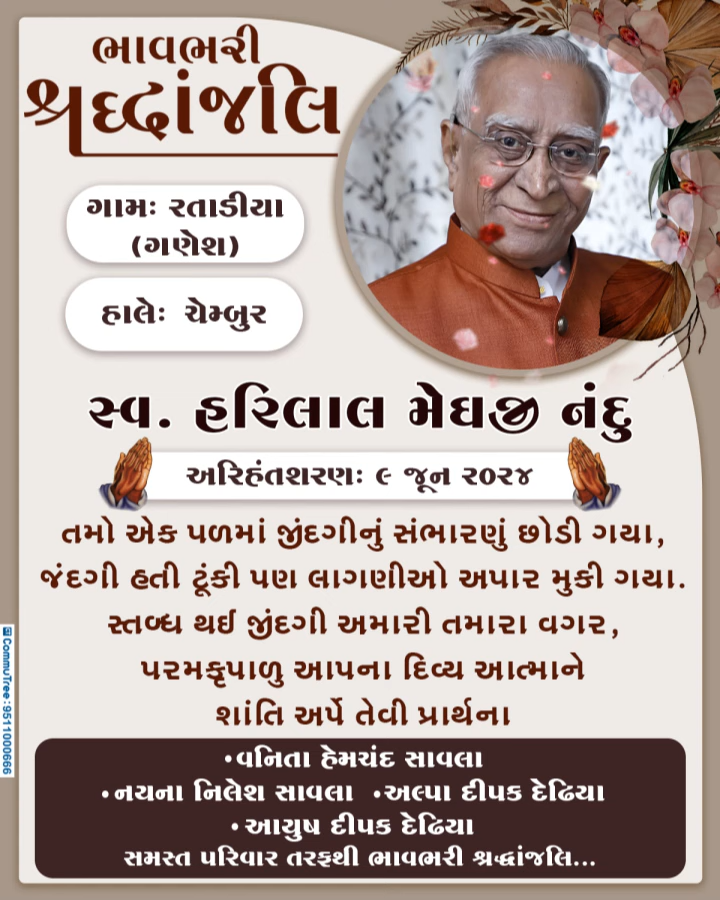 ભાવભરી
શ્રદ્ધાંજલિ
ગામઃ રતાડીયા
(ગણેશ)
હાલેઃ ચેમ્બુર
સ્વ. હરિલાલ મેઘજી નંદુ
અરિહંતશરણઃ ૯ જૂન ૨૦૨૪
તમો એક પળમાં જીંદગીનું સંભારણું છોડી ગયા,
જંદગી હતી ટૂંકી પણ લાગણીઓ અપાર મુકી ગયા.
સ્તબ્ધ થઈ જીંદગી અમારી તમારા વગર,
પરમકૃપાળુ આપના દિવ્ય આત્માને
શાંતિ અર્પે તેવી પ્રાર્થના
•વનિતા હેમચંદ સાવલા
•નયના નિલેશ સાવલા •અલ્પા દીપક દેઢિયા
•આયુષ દીપક દેઢિયા
સમસ્ત પરિવાર તરફથી ભાવભરી શ્રદ્ધાંજલિ...
CommuTree:9511000666